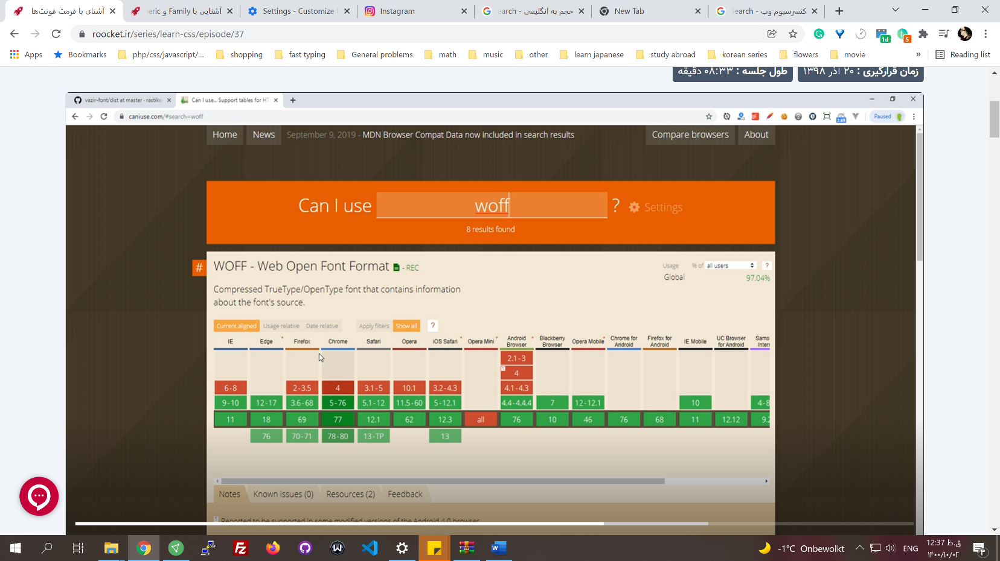 آشنای با فرمت فونت‌ها
آشنایی با Family و eric
Settings - Customize f
Instagram
حجم به انگلیسی - earch
New Tab
کنسرسیوم وب - Search
roocket.ir/series/learn-css/episode/37
1d
5
Apps
Bookmarks
php/css/javascript/...
shopping
fast typing
General problems
math
music
other
learn japanese
study abroad
korean series
flowers
movie
»
Reading list
زمان قرارگیری : ۲۰ آذر ۱۳۹۸
طول جلسه : ۰۸:۳۳ دقیقه
vazir-font/dist at master · rastike
Can I use... Support tables for HT
caniuse.com/#search=woff
2.69
Paused
Home
News
September 9, 2019 - MDN Browser Compat Data now included in search results
Compare browsers
About
Can I use woff ? Settings
8 results found
#
WOFF - Web Open Font Format - REC
Usage % of all users ?
Global 97.04%
Compressed TrueType/OpenType font that contains information
about the font's source.
Current aligned Usage relative Date relative Apply filters Show all ?
IE Edge * Firefox Chrome Safari Opera iOS Safari * Opera Mini * Android Browser * Blackberry Browser Opera Mobile * Chrome for Android Firefox for Android IE Mobile UC Browser for Android Sams Intern
2.1-3
1 4
6-8 2-3.5 4 3.1-5 10.1 3.2-4.3 4.1-4.3
9-10 12-17 3.6-68 5-76 5.1-12 11.5-60 5-12.1 4.4-4.4.4 7 12-12.1 10 4-8
11 18 69 77 12.1 62 12.3 all 76 10 46 76 68 11 12.12 9.2
76 70-71 78-80 13-TP 13
Notes Known issues (0) Resources (2) Feedback
1 Reported to be supported in some modified versions of the Android 4.0 browser.
Fz
W
-1°C Onbewolkt
ENG
12:37 ق.ظ
۱۴۰۰/۱۰/۰۲
۳